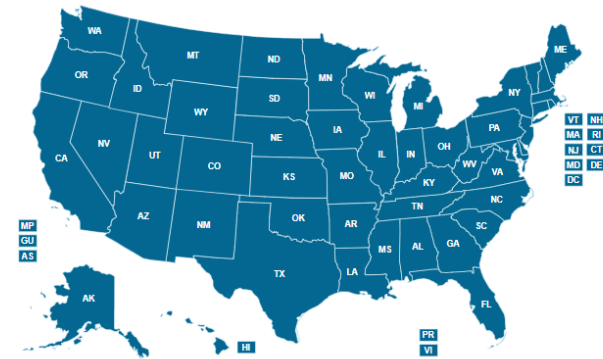 WA
MT
ND
MN
ME
OR
ID
SD
WI
MI
NY
WY
VT NH
MA RI
NJ CT
MD DE
DC
NV
UT
NE
IA
PA
CA
CO
KS
MO
IL
IN
OH
WV
VA
KY
AZ
NM
OK
AR
TN
NC
SC
MP
GU
AS
TX
LA
MS
AL
GA
FL
AK
HI
PR
VI